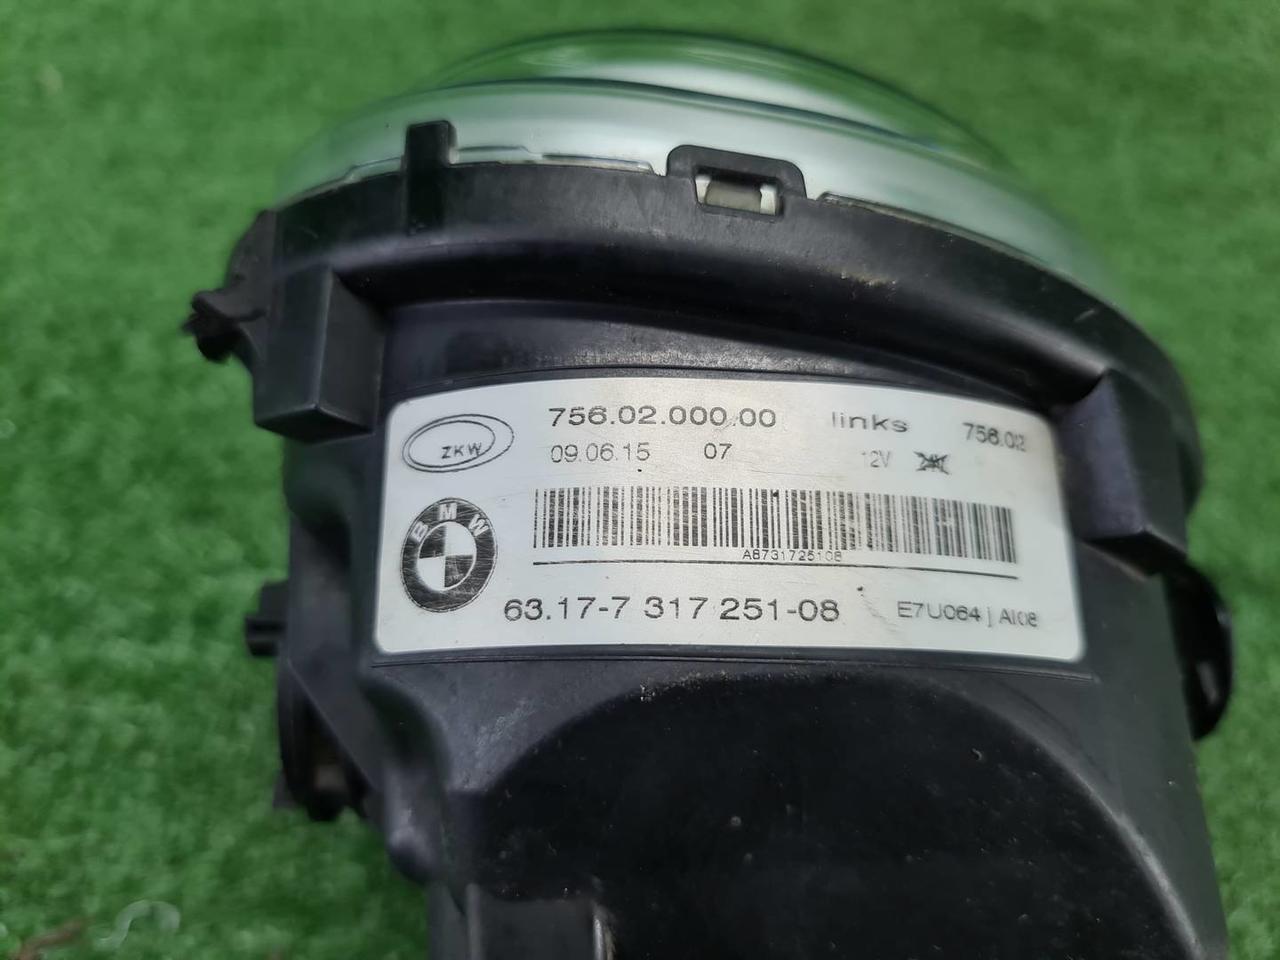 ZKW
756.02.000.00 links 756.02
09.06.15 07 12V
BMW
A8731725108
63.17-7 317 251-08 E7U064 j AI08